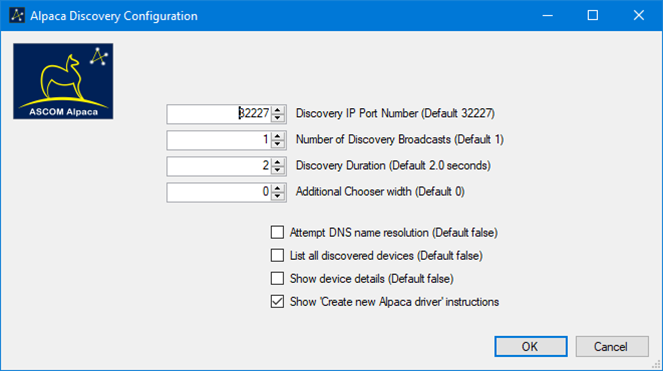 Alpaca Discovery Configuration
ASCOM Alpaca
32227 Discovery IP Port Number (Default 32227)
1 Number of Discovery Broadcasts (Default 1)
2 Discovery Duration (Default 2.0 seconds)
0 Additional Chooser width (Default 0)
Attempt DNS name resolution (Default false)
List all discovered devices (Default false)
Show device details (Default false)
Show 'Create new Alpaca driver' instructions
OK Cancel